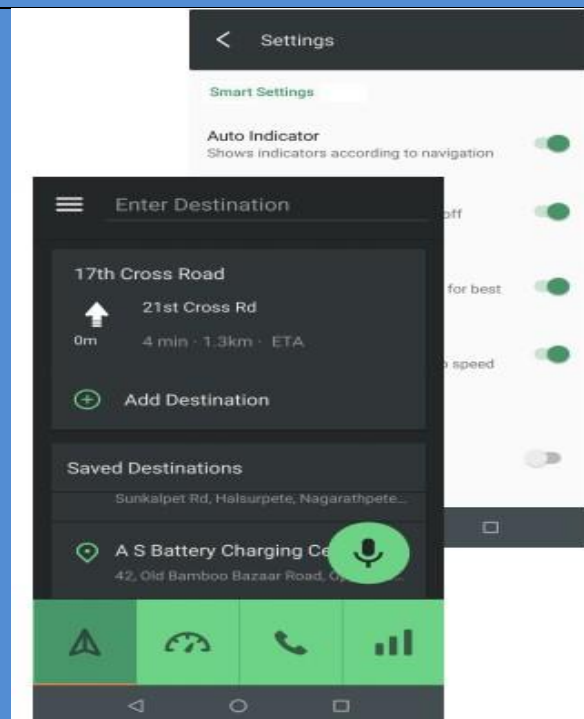 Settings
Smart Settings
Auto Indicator
Shows indicators according to navigation
off
for best
speed
Enter Destination
17th Cross Road
21st Cross Rd
0m
4 min · 1.3km · ETA
Add Destination
Saved Destinations
Sunkalpet Rd, Halsurpete, Nagarathpete...
A S Battery Charging Ce
42, Old Bamboo Bazaar Road,